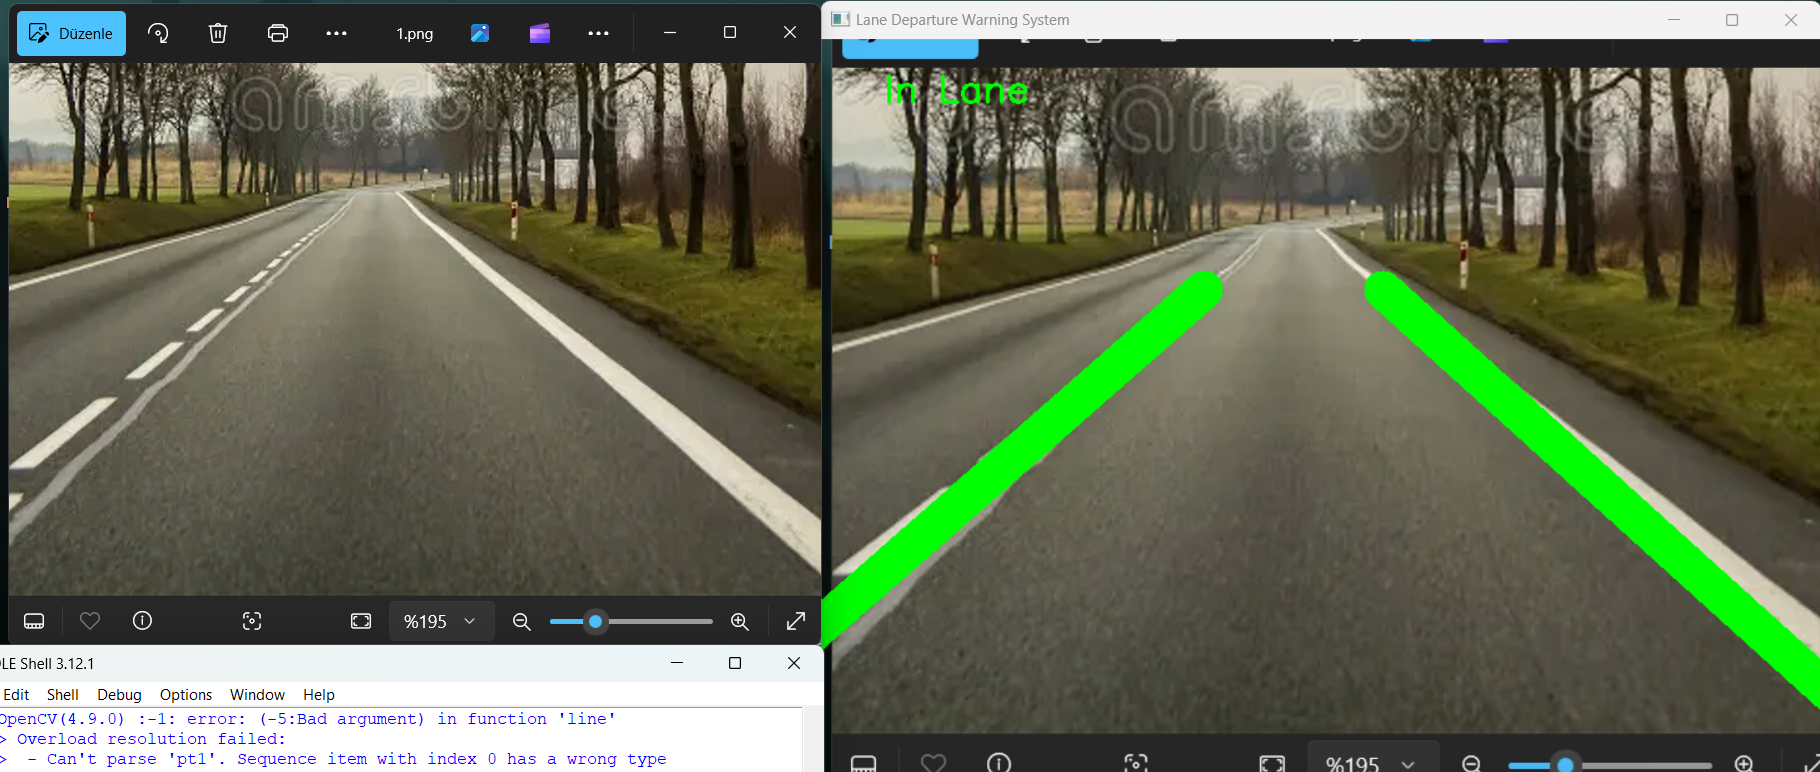 Düzenle
1.png
%195
LE Shell 3.12.1
Edit Shell Debug Options Window Help
OpenCV(4.9.0) :-1: error: (-5:Bad argument) in function 'line'
> Overload resolution failed:
>  - Can't parse 'pt1'. Sequence item with index 0 has a wrong type
Lane Departure Warning System
In Lane
%195